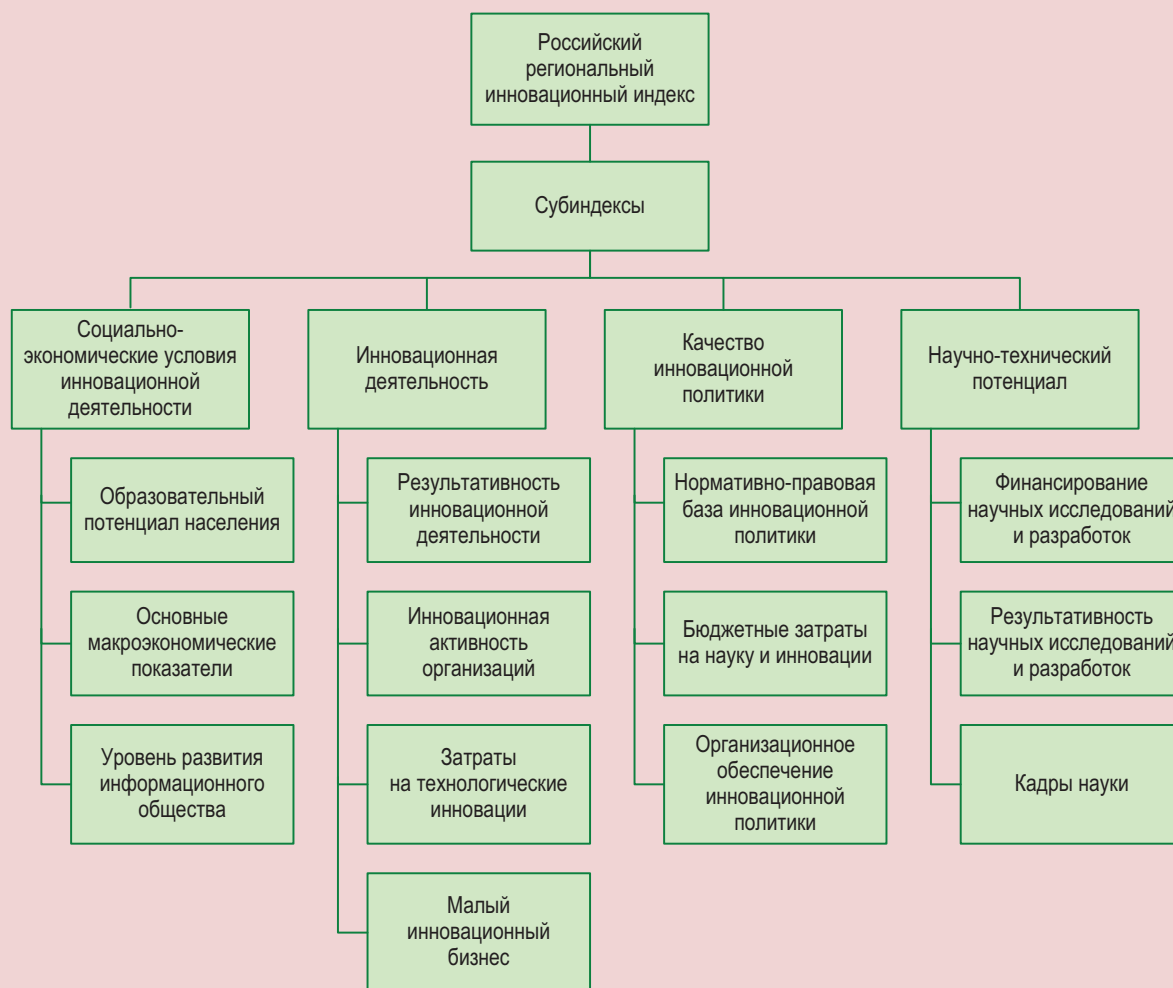 Российский
региональный
инновационный индекс
Субиндексы
Социально-
экономические условия
инновационной
деятельности
Образовательный
потенциал населения
Основные
макроэкономические
показатели
Уровень развития
информационного
общества
Инновационная
деятельность
Результативность
инновационной
деятельности
Инновационная
активность
организаций
Затраты
на технологические
инновации
Малый
инновационный
бизнес
Качество
инновационной
политики
Нормативно-правовая
база инновационной
политики
Бюджетные затраты
на науку и инновации
Организационное
обеспечение
инновационной
политики
Научно-технический
потенциал
Финансирование
научных исследований
и разработок
Результативность
научных исследований
и разработок
Кадры науки